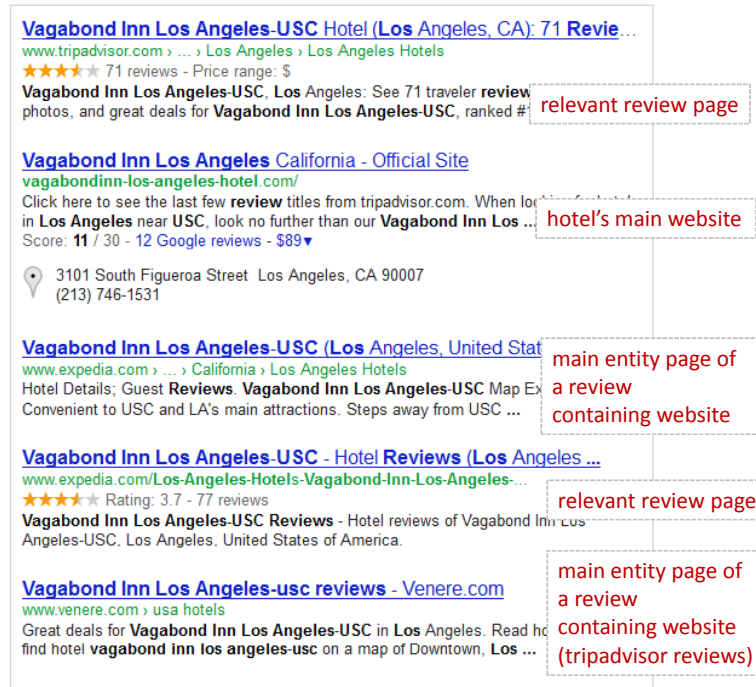 Vagabond Inn Los Angeles-USC Hotel (Los Angeles, CA): 71 Revie...
www.tripadvisor.com › ... › Los Angeles › Los Angeles Hotels
71 reviews - Price range: $
Vagabond Inn Los Angeles-USC, Los Angeles: See 71 traveler review
photos, and great deals for Vagabond Inn Los Angeles-USC, ranked #
relevant review page
Vagabond Inn Los Angeles California - Official Site
vagabondinn-los-angeles-hotel.com/
Click here to see the last few review titles from tripadvisor.com. When
in Los Angeles near USC, look no further than our Vagabond Inn Los ...
hotel's main website
Score: 11 / 30 - 12 Google reviews - $89▼
3101 South Figueroa Street Los Angeles, CA 90007
(213) 746-1531
Vagabond Inn Los Angeles-USC (Los Angeles, United Stat
www.expedia.com › ... › California › Los Angeles Hotels
Hotel Details; Guest Reviews. Vagabond Inn Los Angeles-USC Map
Convenient to USC and LA's main attractions. Steps away from USC ...
main entity page of
a review
containing website
Vagabond Inn Los Angeles-USC - Hotel Reviews (Los Angeles ...
www.expedia.com/Los-Angeles-Hotels-Vagabond-Inn-Los-Angeles-...
Rating: 3.7 - 77 reviews
Vagabond Inn Los Angeles-USC Reviews - Hotel reviews of Vagabond Inn Los
Angeles-USC, Los Angeles, United States of America.
relevant review page
Vagabond Inn Los Angeles-usc reviews - Venere.com
www.venere.com › usa hotels
Great deals for Vagabond Inn Los Angeles-USC in Los Angeles. Read
find hotel vagabond inn los angeles-usc on a map of Downtown, Los ...
main entity page of
a review
containing website
(tripadvisor reviews)